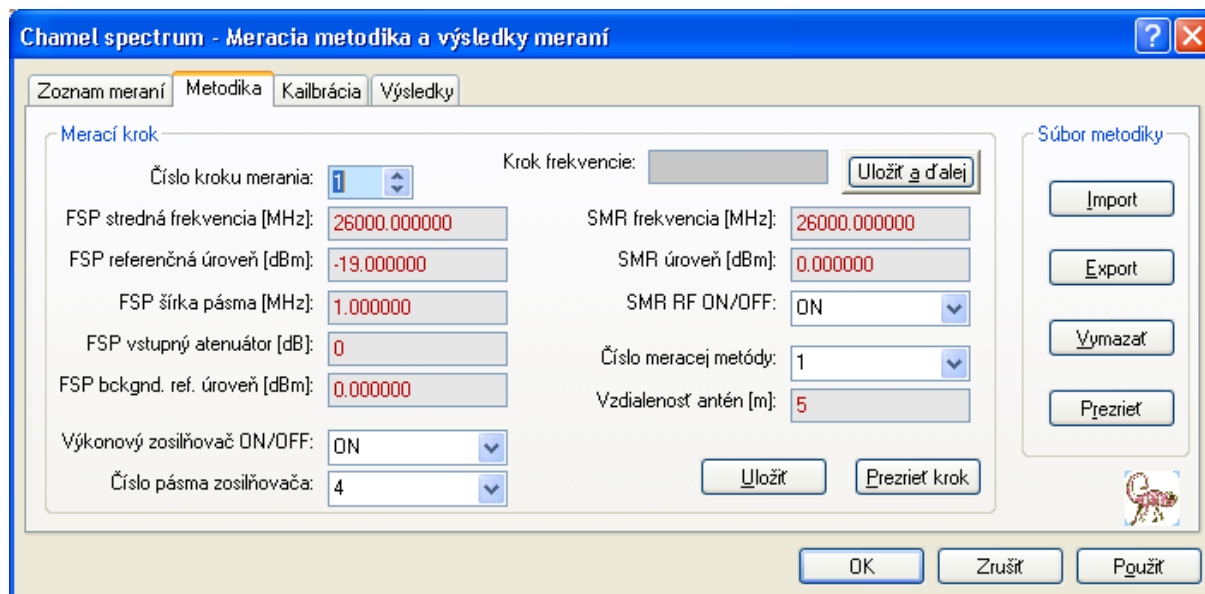 Chamel spectrum - Meracia metodika a výsledky meraní
Zoznam meraní Metodika Kailbrácia Výsledky
Merací krok
Číslo kroku merania: 1
Krok frekvencie:
Uložiť a ďalej
FSP stredná frekvencia [MHz]: 26000.000000
SMR frekvencia [MHz]: 26000.000000
FSP referenčná úroveň [dBm]: -19.000000
SMR úroveň [dBm]: 0.000000
FSP šírka pásma [MHz]: 1.000000
SMR RF ON/OFF: ON
FSP vstupný atenuátor [dB]: 0
Číslo meracej metódy: 1
FSP bckgnd. ref. úroveň [dBm]: 0.000000
Vzdialenosť antén [m]: 5
Výkonový zosilňovač ON/OFF: ON
Číslo pásma zosilňovača: 4
Uložiť
Prezrieť krok
Súbor metodiky
Import
Export
Vymazať
Prezrieť
OK
Zrušiť
Použiť